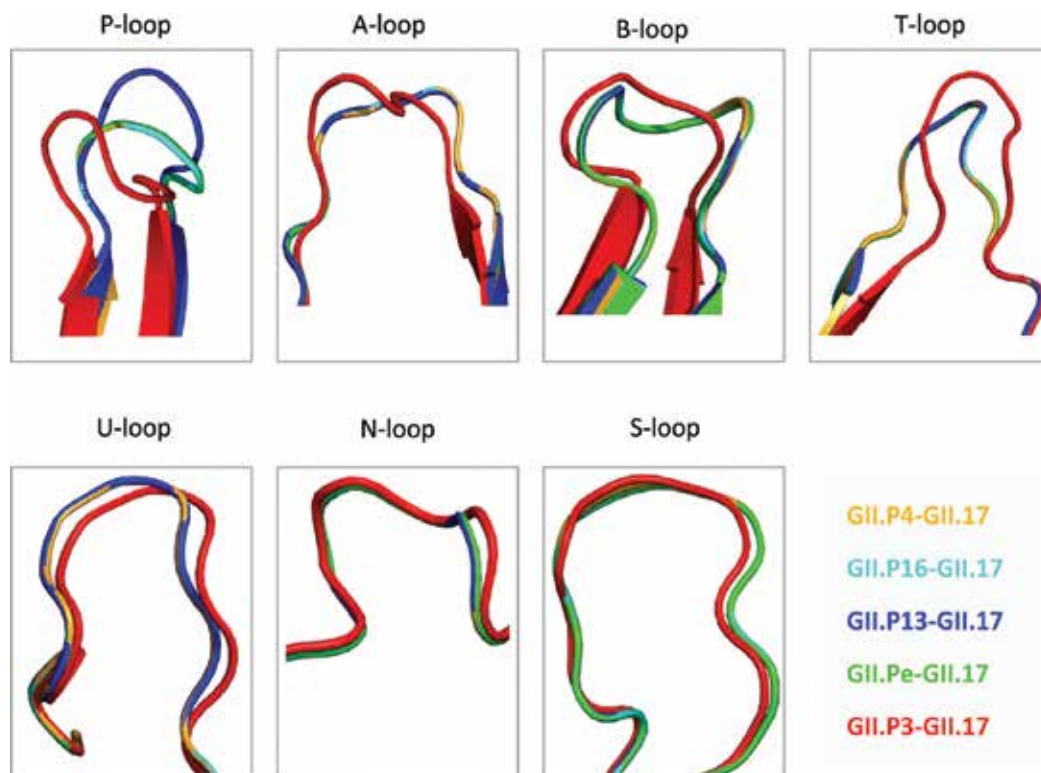 P-loop
A-loop
B-loop
T-loop
U-loop
N-loop
S-loop
GII.P4-GII.17
GII.P16-GII.17
GII.P13-GII.17
GII.Pe-GII.17
GII.P3-GII.17